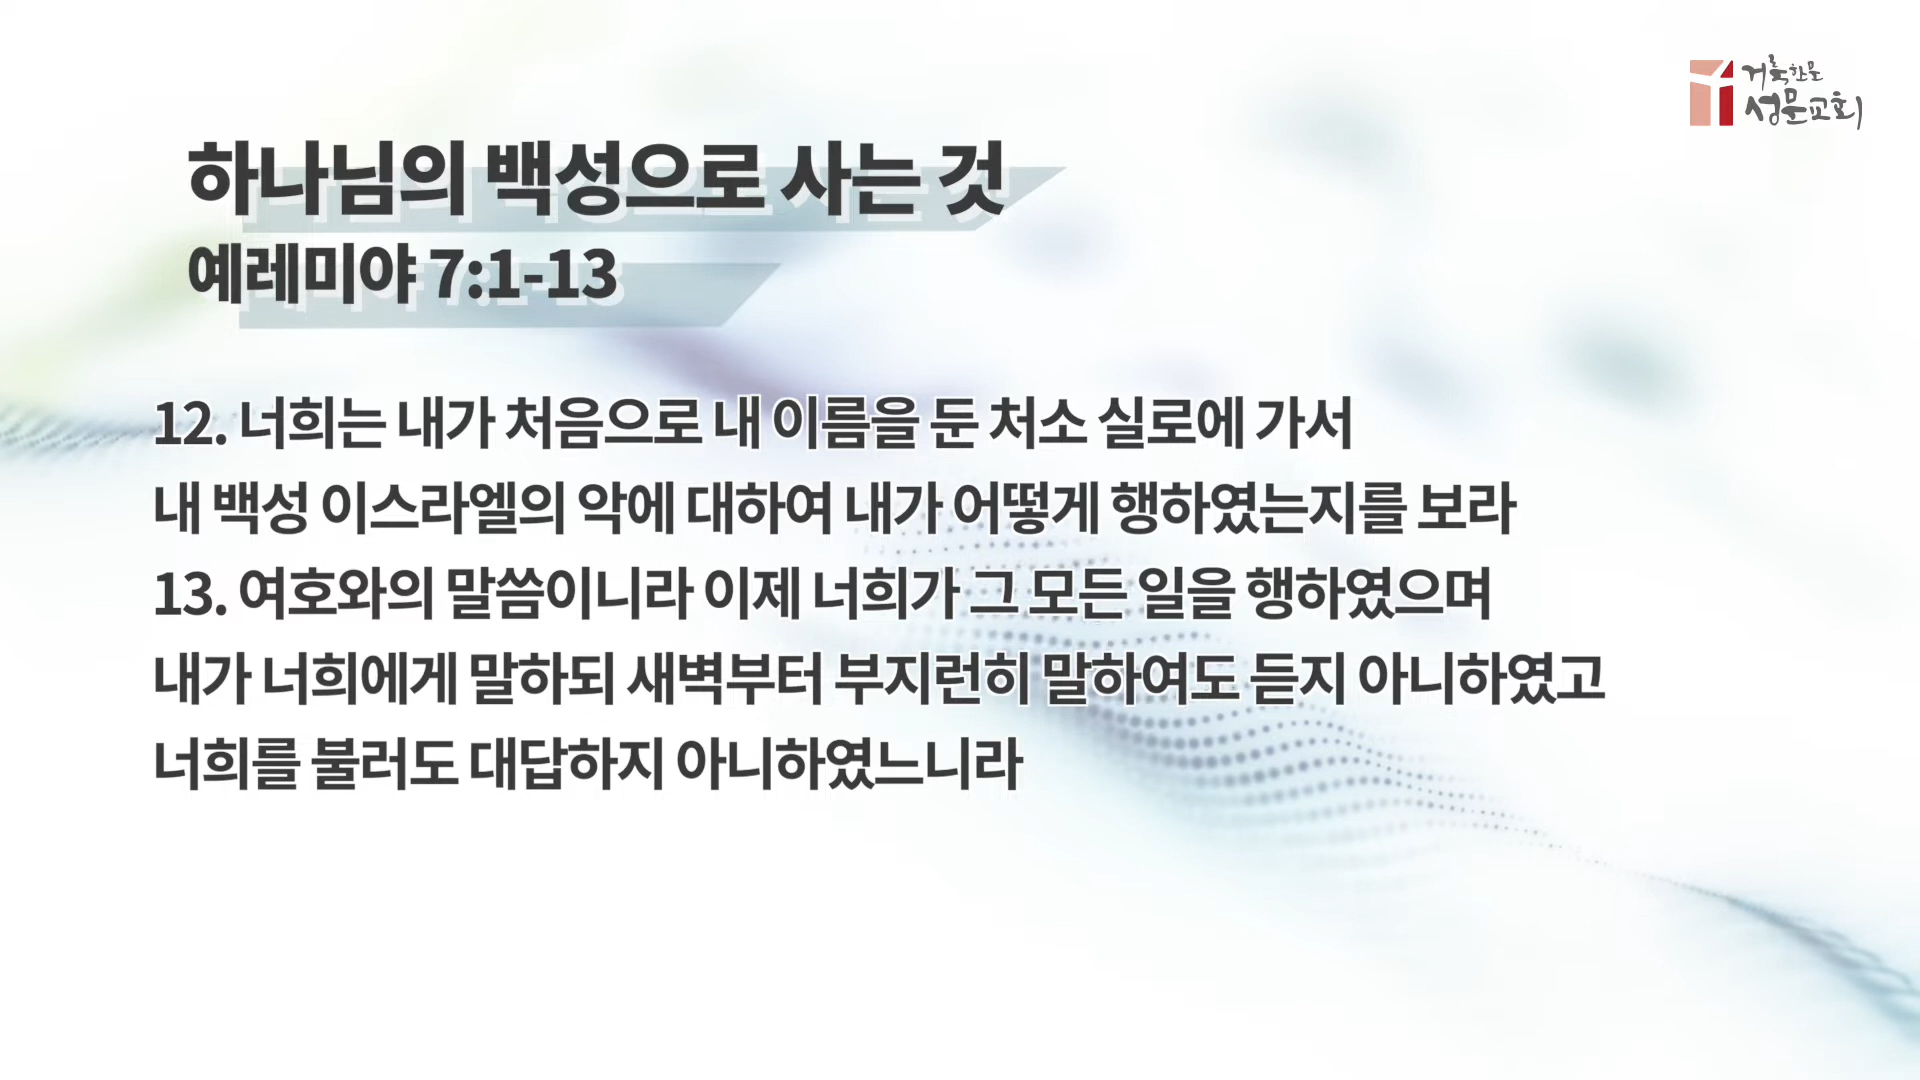 거룩한문
성문교회
하나님의 백성으로 사는 것
예레미야 7:1-13
12. 너희는 내가 처음으로 내 이름을 둔 처소 실로에 가서
내 백성 이스라엘의 악에 대하여 내가 어떻게 행하였는지를 보라
13. 여호와의 말씀이니라 이제 너희가 그 모든 일을 행하였으며
내가 너희에게 말하되 새벽부터 부지런히 말하여도 듣지 아니하였고
너희를 불러도 대답하지 아니하였느니라